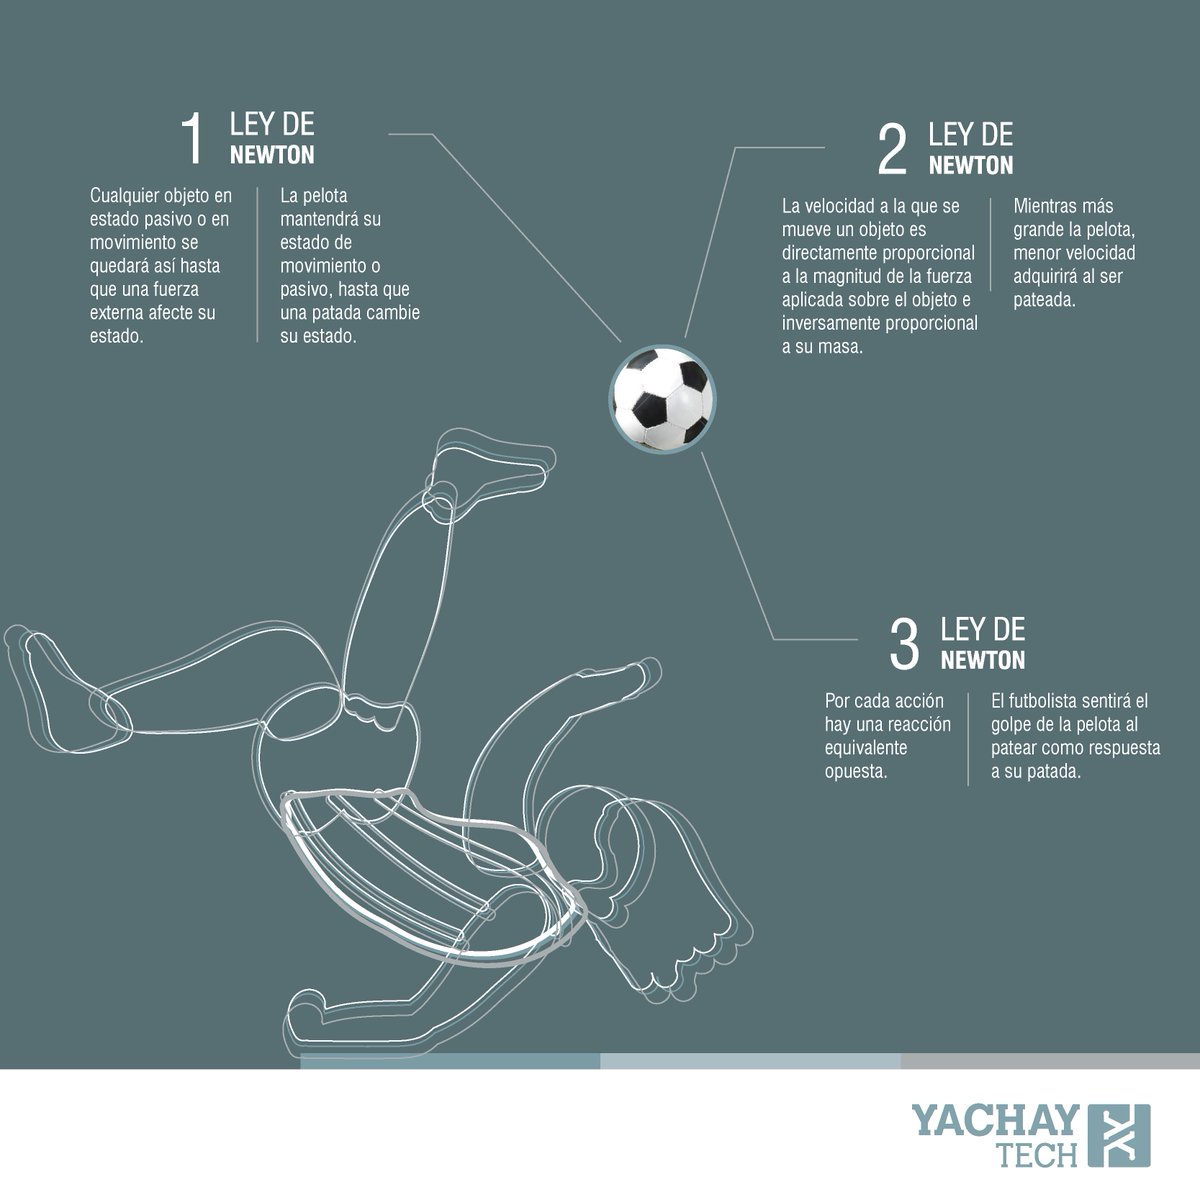 1 LEY DE
NEWTON
Cualquier objeto en
estado pasivo o en
movimiento se
quedará así hasta
que una fuerza
externa afecte su
estado.
La pelota
mantendrá su
estado de
movimiento o
pasivo, hasta que
una patada cambie
su estado.
2 LEY DE
NEWTON
La velocidad a la que se
mueve un objeto es
directamente proporcional
a la magnitud de la fuerza
aplicada sobre el objeto e
inversamente proporcional
a su masa.
Mientras más
grande la pelota,
menor velocidad
adquirirá al ser
pateada.
3 LEY DE
NEWTON
Por cada acción
hay una reacción
equivalente
opuesta.
El futbolista sentirá el
golpe de la pelota al
patear como respuesta
a su patada.
YACHAY
TECH